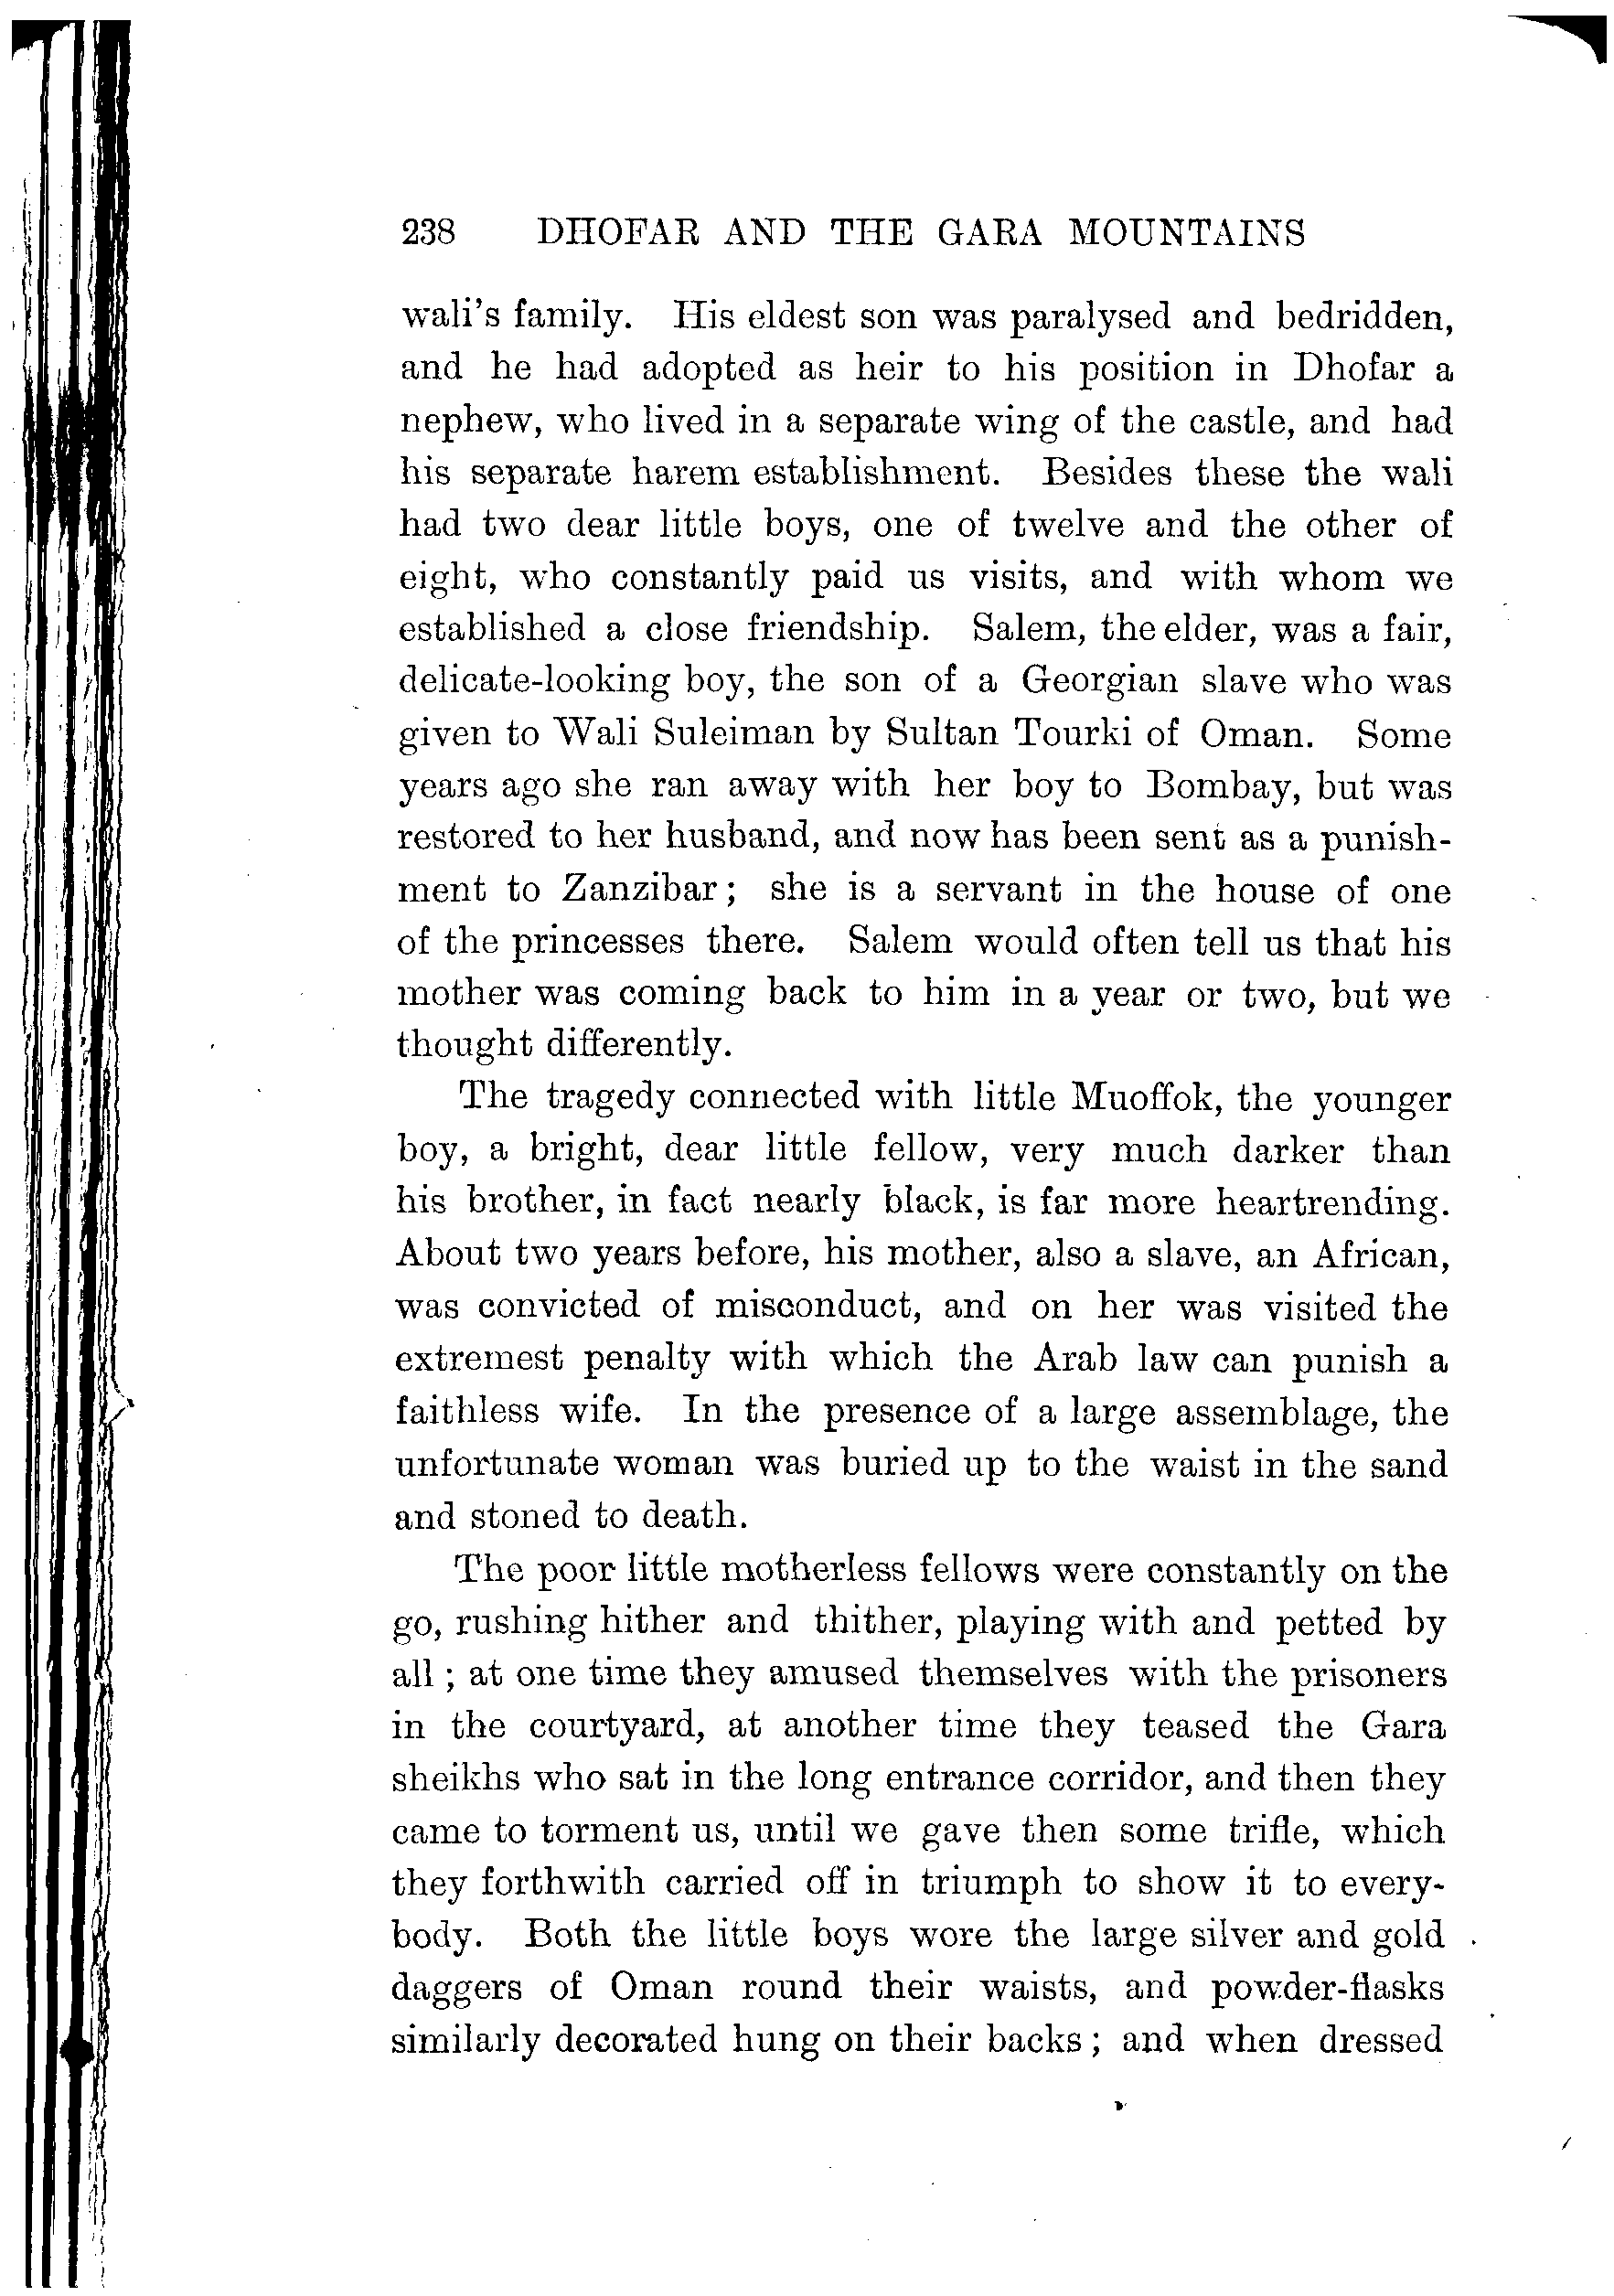 238 DHOFAR AND THE GARA MOUNTAINS
wali's family. His eldest son was paralysed and bedridden,
and he had adopted as heir to his position in Dhofar a
nephew, who lived in a separate wing of the castle, and had
his separate harem establishment. Besides these the wali
had two dear little boys, one of twelve and the other of
eight, who constantly paid us visits, and with whom we
established a close friendship. Salem, the elder, was a fair,
delicate-looking boy, the son of a Georgian slave who was
given to Wali Suleiman by Sultan Tourki of Oman. Some
years ago she ran away with her boy to Bombay, but was
restored to her husband, and now has been sent as a punish-
ment to Zanzibar; she is a servant in the house of one
of the princesses there. Salem would often tell us that his
mother was coming back to him in a year or two, but we
thought differently.
The tragedy connected with little Muoffok, the younger
boy, a bright, dear little fellow, very much darker than
his brother, in fact nearly black, is far more heartrending.
About two years before, his mother, also a slave, an African,
was convicted of misconduct, and on her was visited the
extremest penalty with which the Arab law can punish a
faithless wife. In the presence of a large assemblage, the
unfortunate woman was buried up to the waist in the sand
and stoned to death.
The poor little motherless fellows were constantly on the
go, rushing hither and thither, playing with and petted by
all; at one time they amused themselves with the prisoners
in the courtyard, at another time they teased the Gara
sheikhs who sat in the long entrance corridor, and then they
came to torment us, until we gave then some trifle, which
they forthwith carried off in triumph to show it to every-
body. Both the little boys wore the large silver and gold
daggers of Oman round their waists, and powder-flasks
similarly decorated hung on their backs; and when dressed